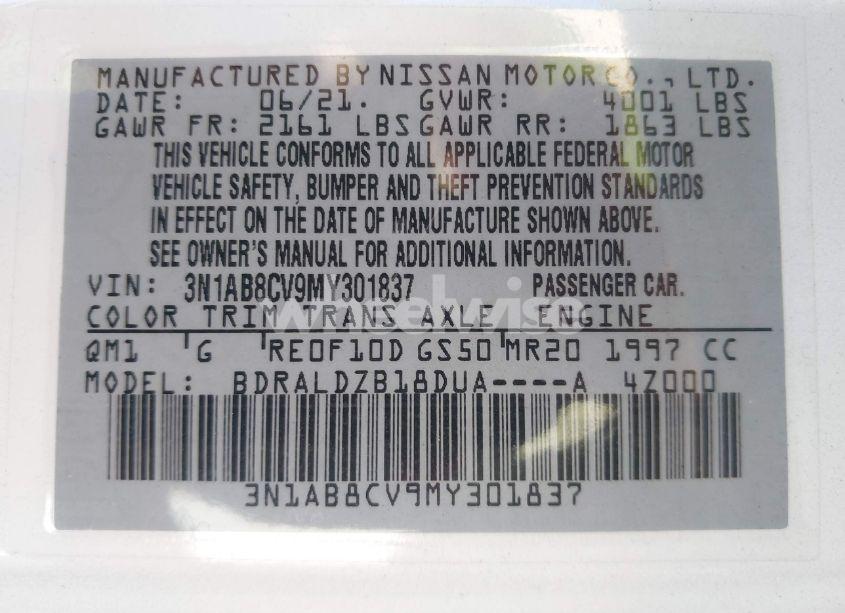 MANUFACTURED BY NISSAN MOTOR CO., LTD.
DATE: 06/21. GVWR: 4001 LBS
GAWR FR: 2161 LBS GAWR RR: 1863 LBS
THIS VEHICLE CONFORMS TO ALL APPLICABLE FEDERAL MOTOR
VEHICLE SAFETY, BUMPER AND THEFT PREVENTION STANDARDS
IN EFFECT ON THE DATE OF MANUFACTURE SHOWN ABOVE.
SEE OWNER'S MANUAL FOR ADDITIONAL INFORMATION.
VIN: 3N1AB8CV9MY301837 PASSENGER CAR.
wheelwise
COLOR TRIM TRANS AXLE ENGINE
QM1 G RE0F10D GS50 MR20 1997 CC
MODEL: BDRALDZB18DUA----A 4Z000
3N1AB8CV9MY301837